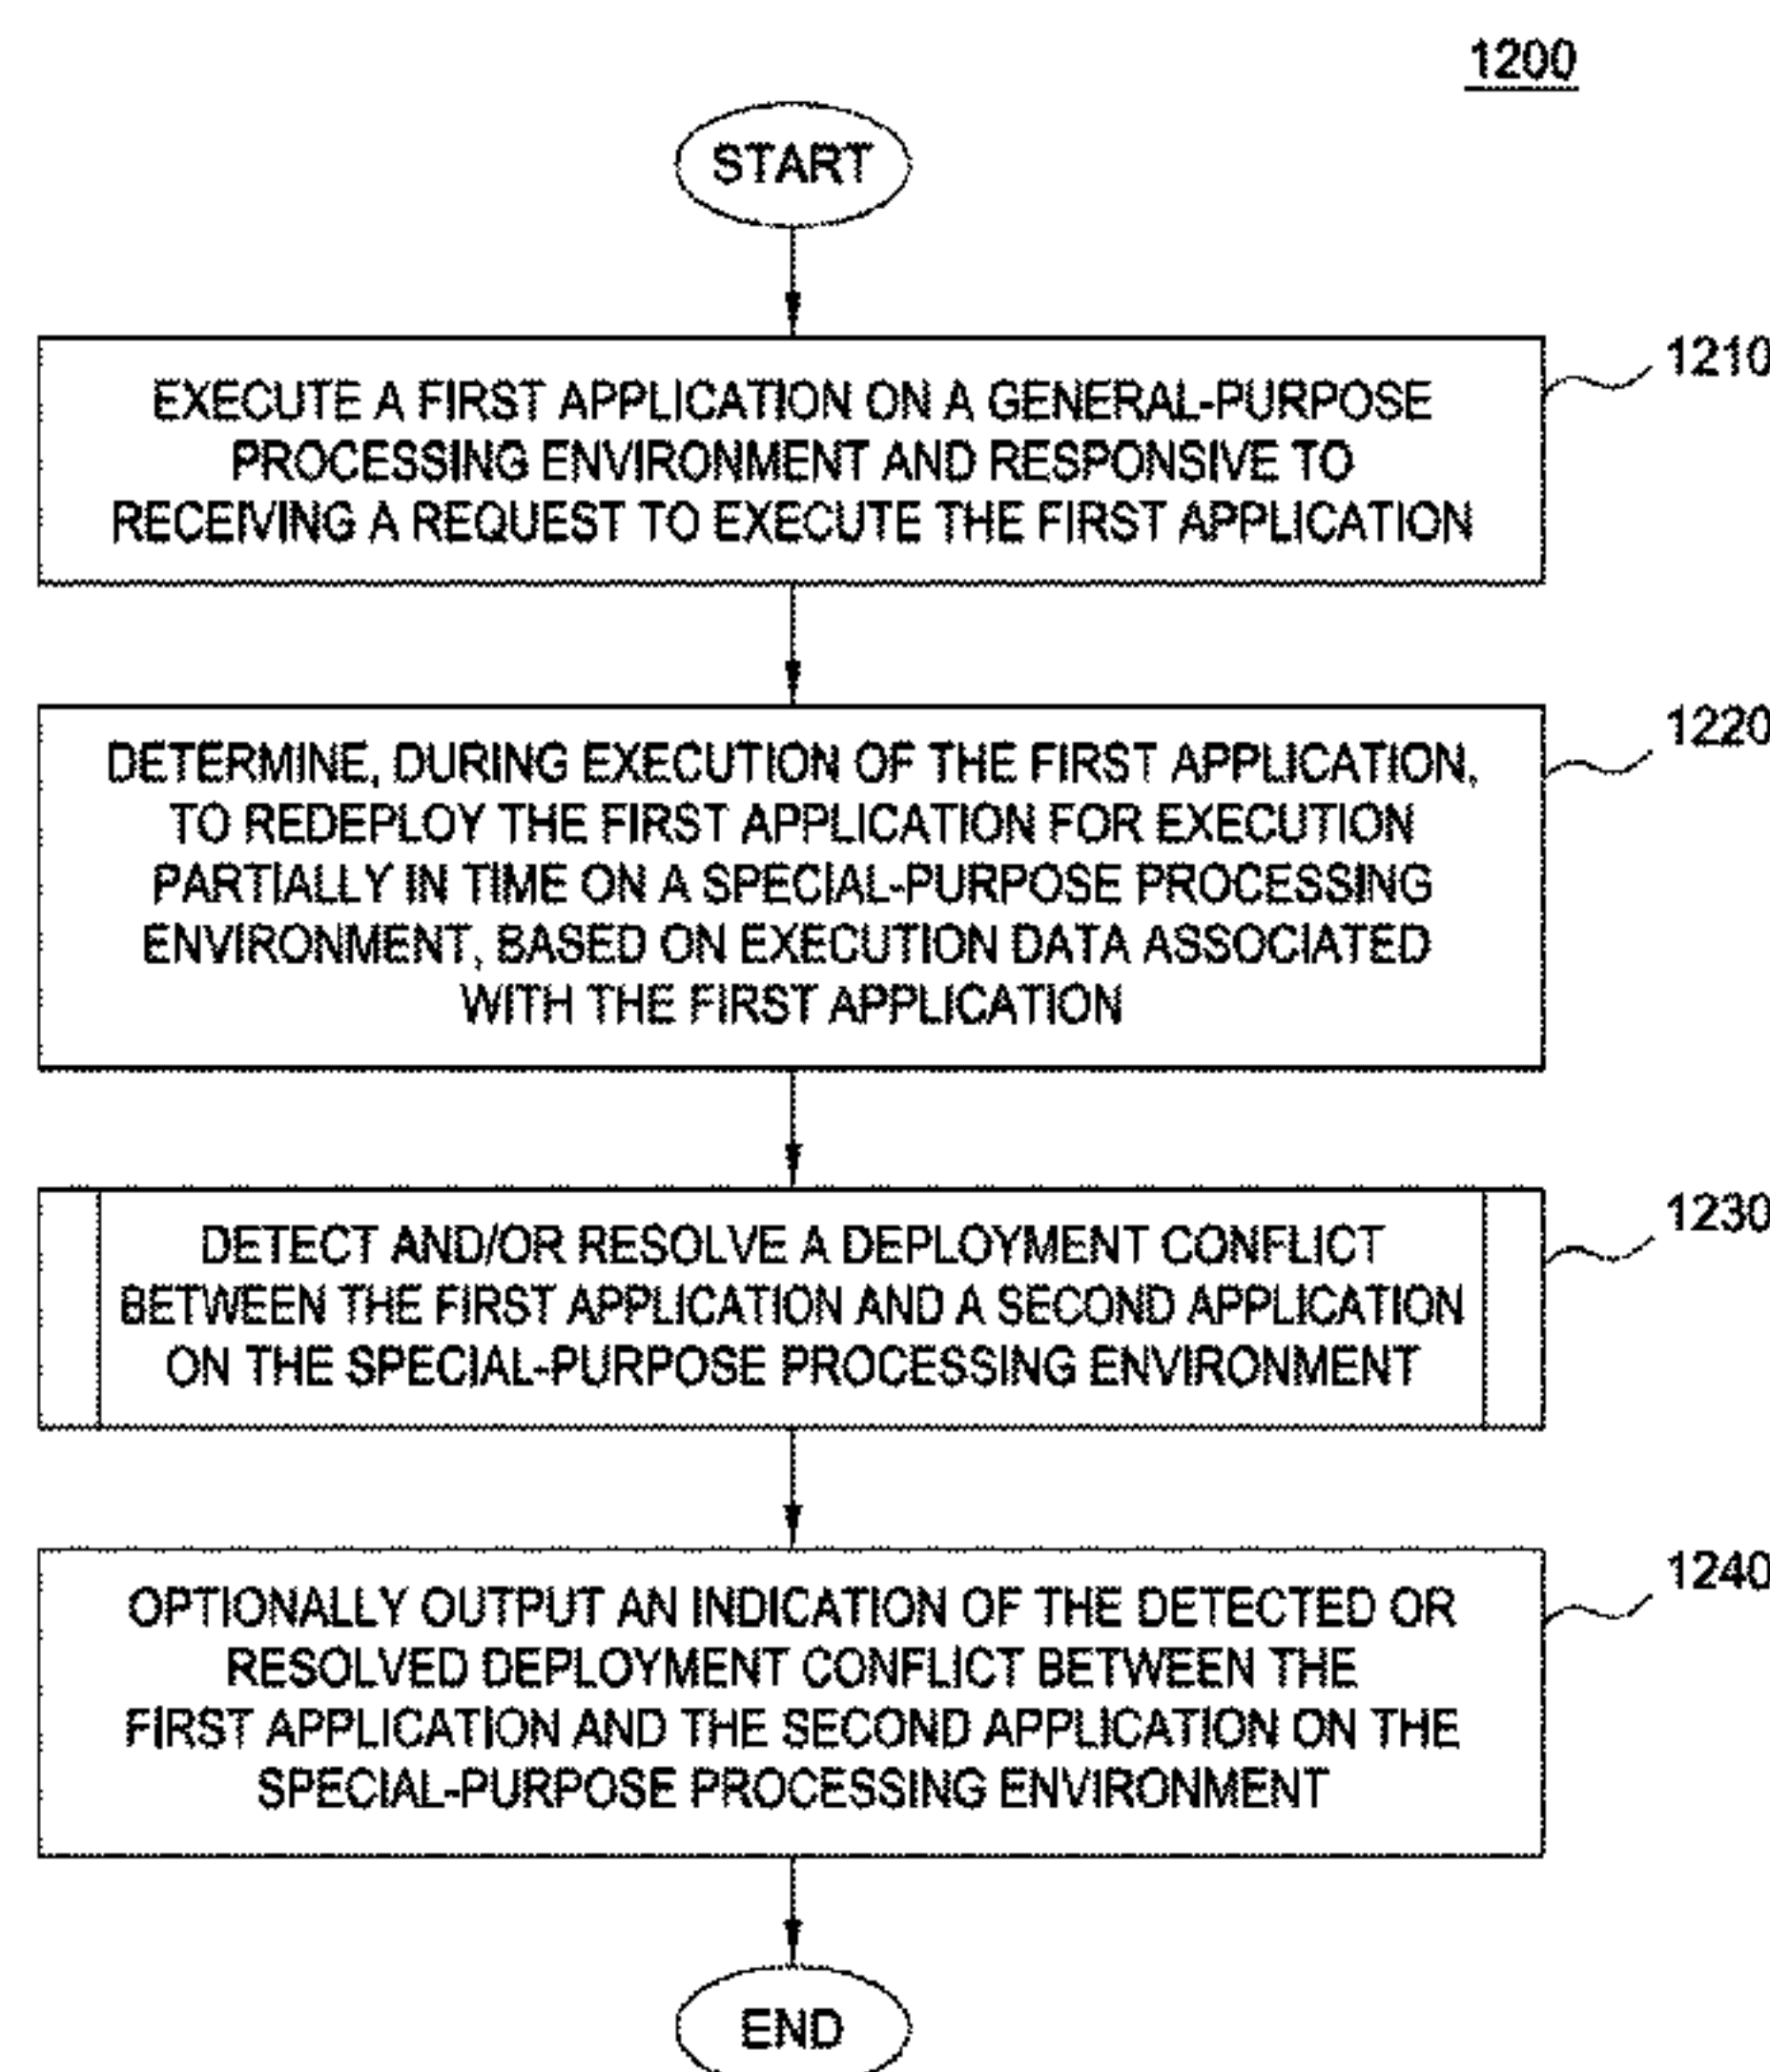 1200
START
EXECUTE A FIRST APPLICATION ON A GENERAL-PURPOSE
PROCESSING ENVIRONMENT AND RESPONSIVE TO
RECEIVING A REQUEST TO EXECUTE THE FIRST APPLICATION
1210
DETERMINE, DURING EXECUTION OF THE FIRST APPLICATION,
TO REDEPLOY THE FIRST APPLICATION FOR EXECUTION
PARTIALLY IN TIME ON A SPECIAL-PURPOSE PROCESSING
ENVIRONMENT, BASED ON EXECUTION DATA ASSOCIATED
WITH THE FIRST APPLICATION
1220
DETECT AND/OR RESOLVE A DEPLOYMENT CONFLICT
BETWEEN THE FIRST APPLICATION AND A SECOND APPLICATION
ON THE SPECIAL-PURPOSE PROCESSING ENVIRONMENT
1230
OPTIONALLY OUTPUT AN INDICATION OF THE DETECTED OR
RESOLVED DEPLOYMENT CONFLICT BETWEEN THE
FIRST APPLICATION AND THE SECOND APPLICATION ON THE
SPECIAL-PURPOSE PROCESSING ENVIRONMENT
1240
END